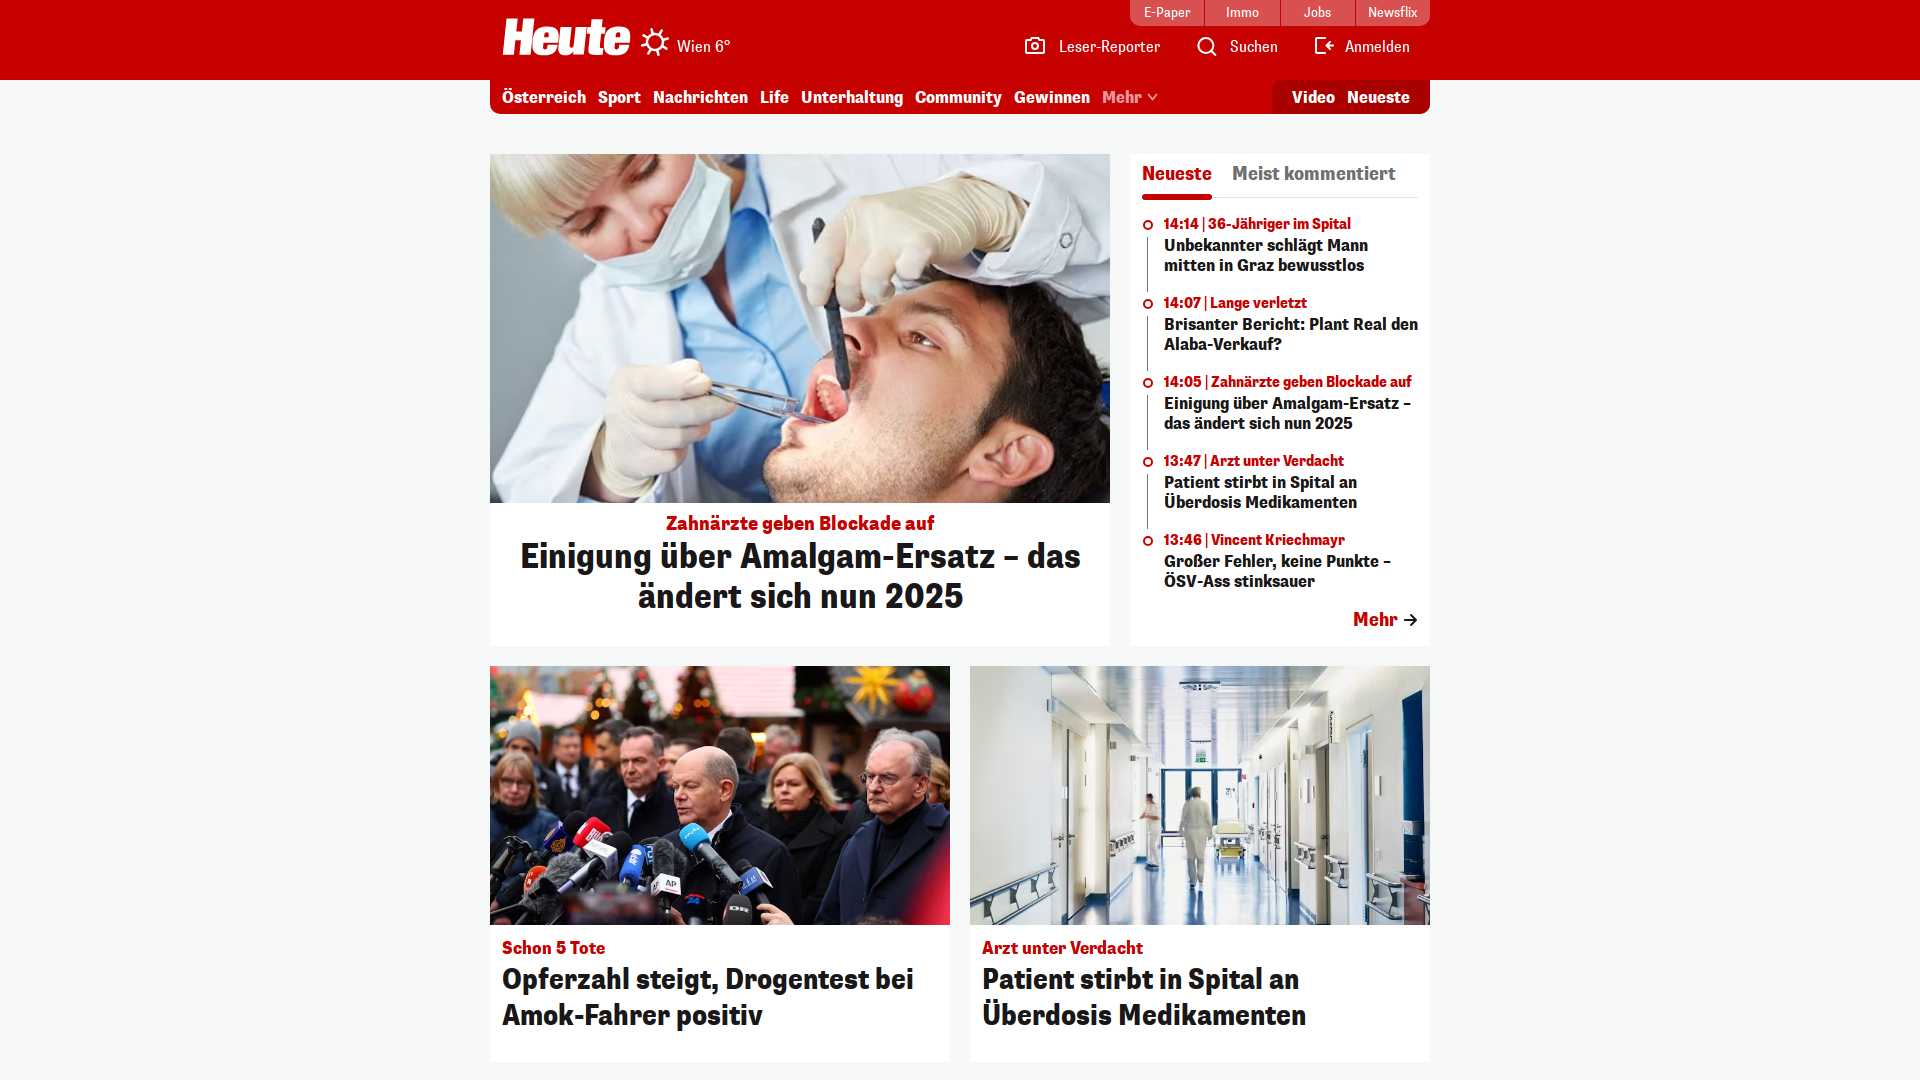 E-Paper Immo Jobs Newsflix
Heute Wien 6° Leser-Reporter Suchen Anmelden
Österreich Sport Nachrichten Life Unterhaltung Community Gewinnen Mehr Video Neueste
Zahnärzte geben Blockade auf
Einigung über Amalgam-Ersatz – das
ändert sich nun 2025
Neueste Meist kommentiert
14:14 | 36-Jähriger im Spital
Unbekannter schlägt Mann
mitten in Graz bewusstlos
14:07 | Lange verletzt
Brisanter Bericht: Plant Real den
Alaba-Verkauf?
14:05 | Zahnärzte geben Blockade auf
Einigung über Amalgam-Ersatz –
das ändert sich nun 2025
13:47 | Arzt unter Verdacht
Patient stirbt in Spital an
Überdosis Medikamenten
13:46 | Vincent Kriechmayr
Großer Fehler, keine Punkte –
ÖSV-Ass stinksauer
Mehr
AP
DR
Schon 5 Tote
Opferzahl steigt, Drogentest bei
Amok-Fahrer positiv
Arzt unter Verdacht
Patient stirbt in Spital an
Überdosis Medikamenten